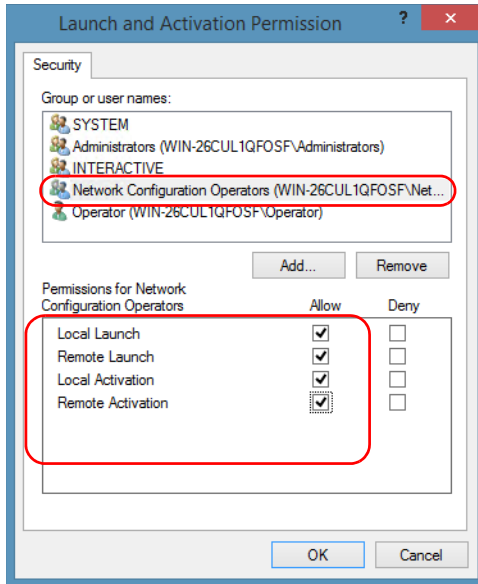 Launch and Activation Permission
?
×
Security
Group or user names:
SYSTEM
Administrators (WIN-26CUL1QFOSF\Administrators)
INTERACTIVE
Network Configuration Operators (WIN-26CUL1QFOSF\Net...
Operator (WIN-26CUL1QFOSF\Operator)
Add...
Remove
Permissions for Network
Configuration Operators Allow Deny
Local Launch
Remote Launch
Local Activation
Remote Activation
OK
Cancel